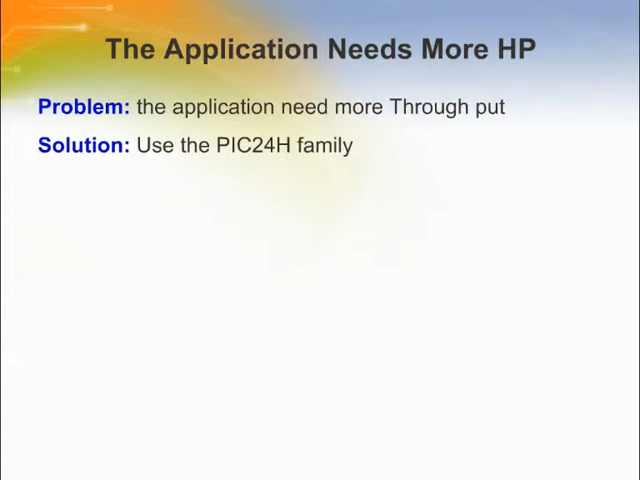 The Application Needs More HP
Problem: the application need more Through put
Solution: Use the PIC24H family